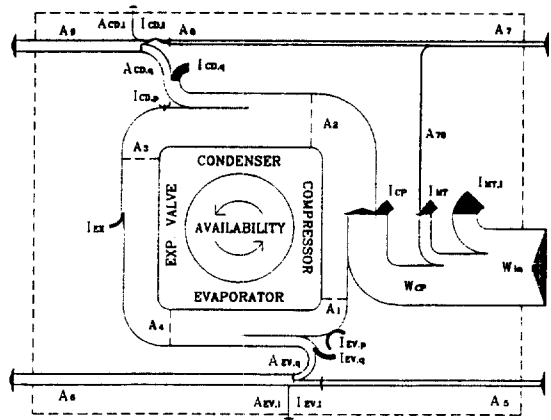 A9
ACD,i
ICD,i
A8
A7
ACD,q
ICD,q
ICD,p
A2
A78
A3
CONDENSER
ICP
IMT
IMT,i
IEX
EXP VALVE
AVAILABILITY
COMPRESSOR
Win
WCP
EVAPORATOR
A1
A4
IEV,p
AEV,q
IEV,q
A6
AEV,i
IEV,i
A5